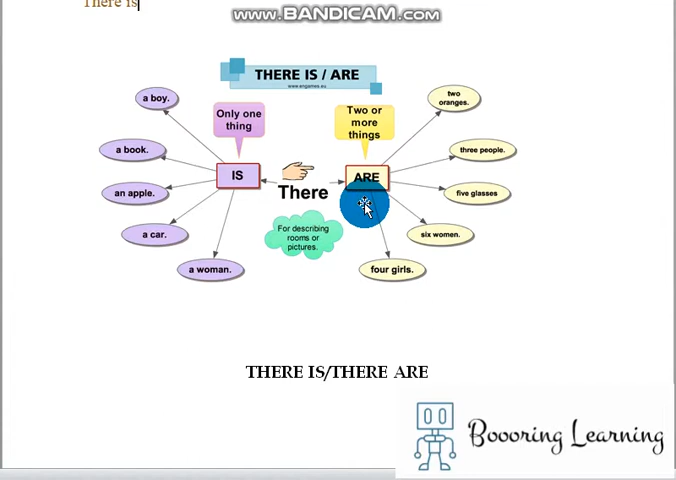 There is
www.BANDICAM.com
THERE IS / ARE
www.engames.eu
a boy.
two
oranges.
Only one
thing
Two or
more
things
a book.
three people.
IS
ARE
There
an apple.
five glasses
a car.
For describing
rooms or
pictures.
six women.
a woman.
four girls.
THERE IS/THERE ARE
Boooring Learning